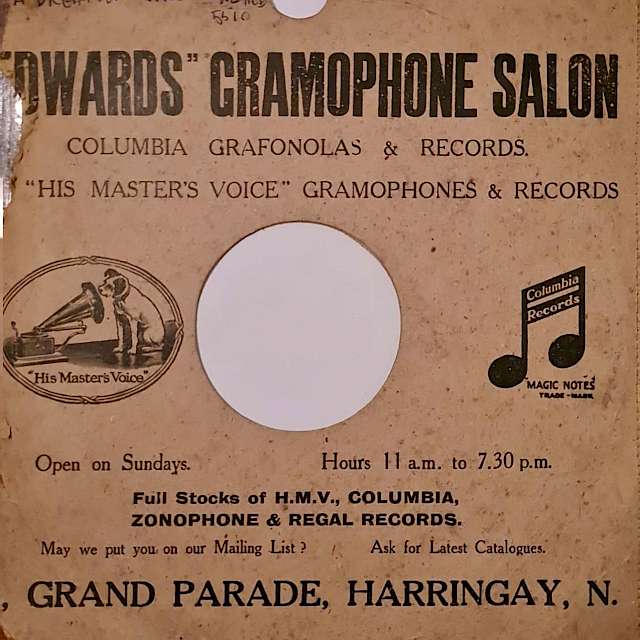 5510
"DWARDS" GRAMOPHONE SALON
COLUMBIA GRAFONOLAS & RECORDS.
"HIS MASTER'S VOICE" GRAMOPHONES & RECORDS
"His Master's Voice"
Columbia
Records
"MAGIC NOTES"
TRADE-MARK
Open on Sundays. Hours 11 a.m. to 7.30 p.m.
Full Stocks of H.M.V., COLUMBIA,
ZONOPHONE & REGAL RECORDS.
May we put you on our Mailing List? Ask for Latest Catalogues.
, GRAND PARADE, HARRINGAY, N.